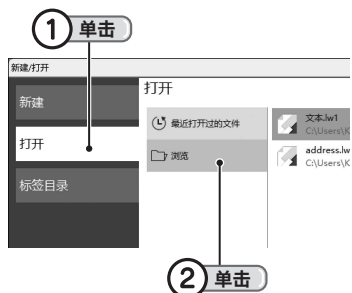 ① 单击
新建/打开
新建
打开
标签目录
打开
最近打开过的文件
浏览
文本.lw1
C:\Users\K
address.lw
C:\Users\K
② 单击